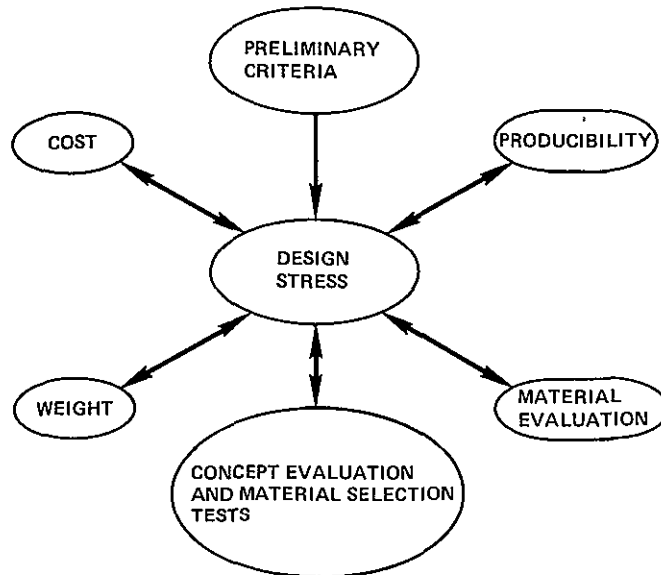 PRELIMINARY
CRITERIA
COST
PRODUCIBILITY
DESIGN
STRESS
WEIGHT
MATERIAL
EVALUATION
CONCEPT EVALUATION
AND MATERIAL SELECTION
TESTS